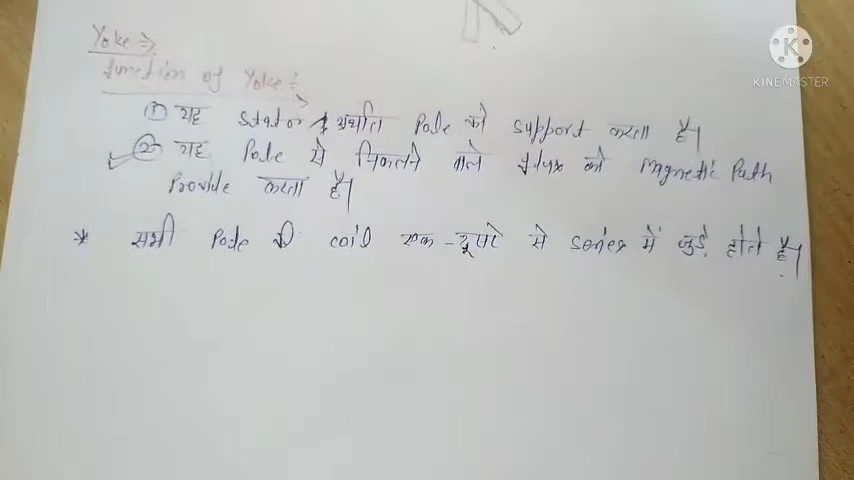 Yoke ⇒
function of Yoke :-
① यह stator अर्थात Pole को support करता है।
② यह Pole से निकलने वाले flux को Magnetic Path
Provide करता है।
* सभी Pole की coil एक-दूसरे से series में जुड़े होते है।
KINEMASTER